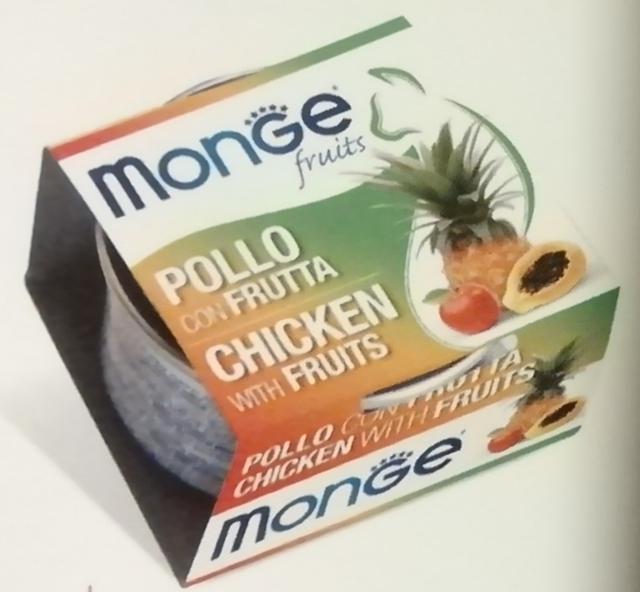 monGe
fruits
POLLO
CON FRUTTA
CHICKEN
WITH FRUITS
POLLO CON FRUTTA
CHICKEN WITH FRUITS
monGe